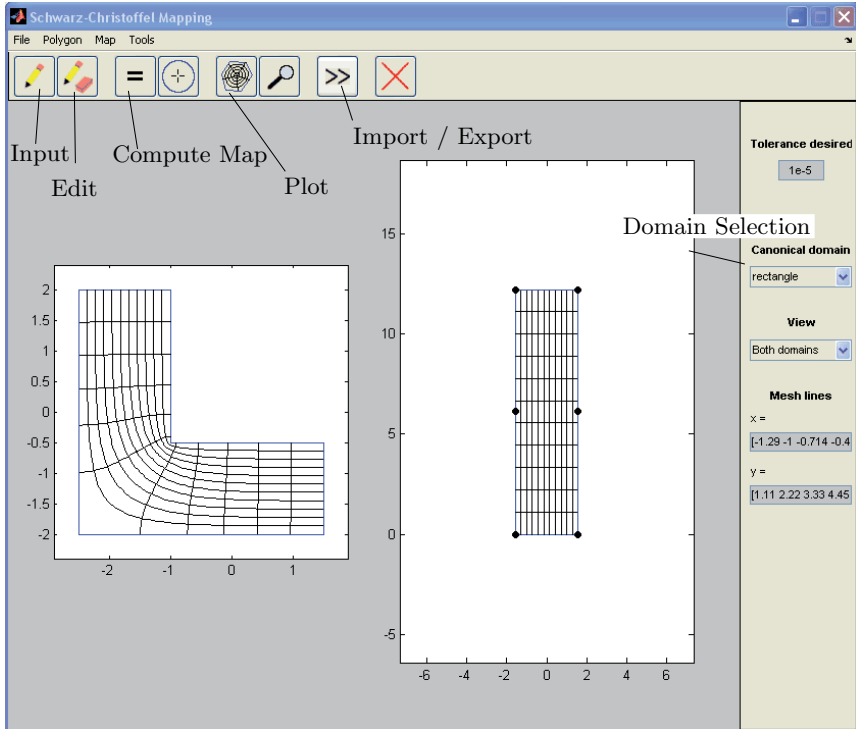 Schwarz-Christoffel Mapping
File Polygon Map Tools
Input
Edit
Compute Map
Plot
Import / Export
Domain Selection
Tolerance desired
1e-5
Canonical domain
rectangle
View
Both domains
Mesh lines
x =
[-1.29 -1 -0.714 -0.4
y =
[1.11 2.22 3.33 4.45
2
1.5
1
0.5
0
-0.5
-1
-1.5
-2
-2 -1 0 1
15
10
5
0
-5
-6 -4 -2 0 2 4 6